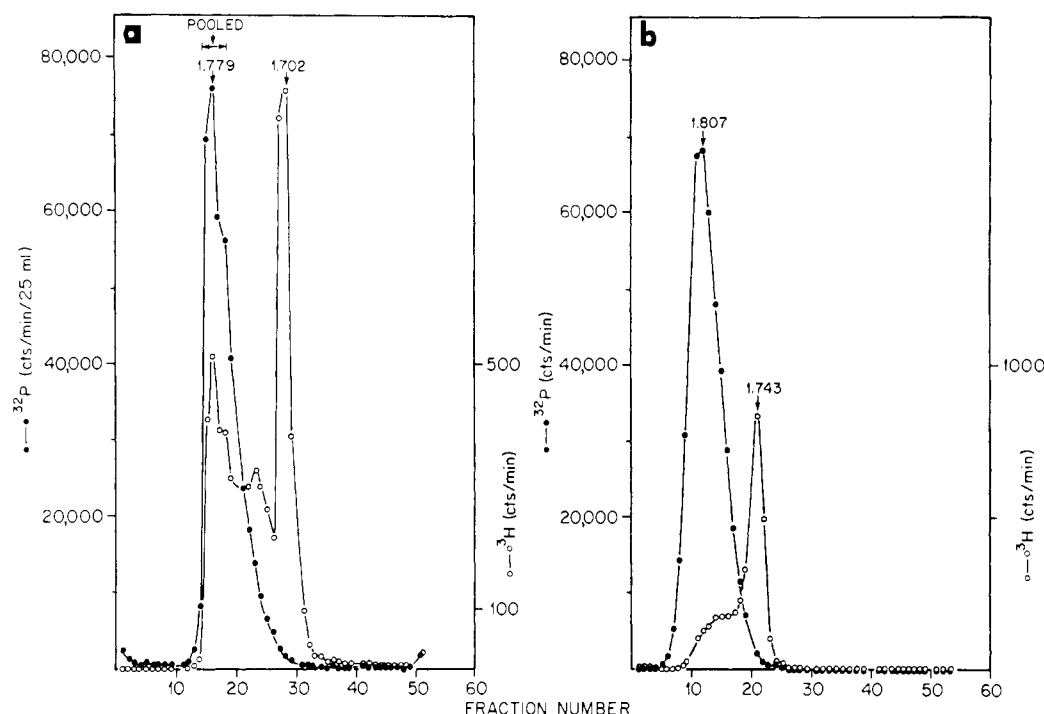 a
POOLED
1.779
1.702
80,000
60,000
40,000
20,000
●—● ³²P (cts/min/25 ml)
500
100
○—○ ³H (cts/min)
10 20 30 40 50 60
b
1.807
1.743
80,000
60,000
40,000
20,000
●—● ³²P (cts/min)
1000
○—○ ³H (cts/min)
10 20 30 40 50 60
FRACTION NUMBER